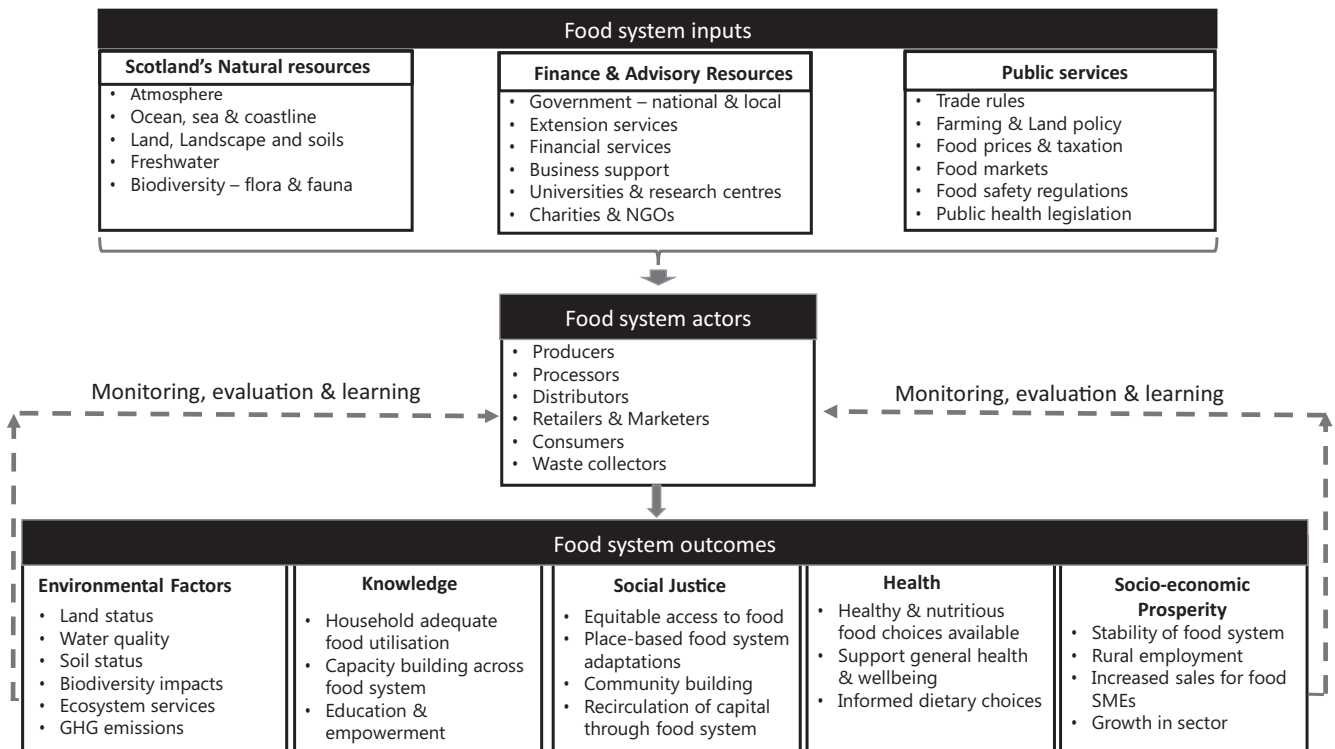 Food system inputs
Scotland's Natural resources
• Atmosphere
• Ocean, sea & coastline
• Land, Landscape and soils
• Freshwater
• Biodiversity – flora & fauna
Finance & Advisory Resources
• Government – national & local
• Extension services
• Financial services
• Business support
• Universities & research centres
• Charities & NGOs
Public services
• Trade rules
• Farming & Land policy
• Food prices & taxation
• Food markets
• Food safety regulations
• Public health legislation
Food system actors
• Producers
• Processors
• Distributors
• Retailers & Marketers
• Consumers
• Waste collectors
Monitoring, evaluation & learning
Monitoring, evaluation & learning
Food system outcomes
Environmental Factors
• Land status
• Water quality
• Soil status
• Biodiversity impacts
• Ecosystem services
• GHG emissions
Knowledge
• Household adequate
food utilisation
• Capacity building across
food system
• Education &
empowerment
Social Justice
• Equitable access to food
• Place-based food system
adaptations
• Community building
• Recirculation of capital
through food system
Health
• Healthy & nutritious
food choices available
• Support general health
& wellbeing
• Informed dietary choices
Socio-economic
Prosperity
• Stability of food system
• Rural employment
• Increased sales for food
SMEs
• Growth in sector